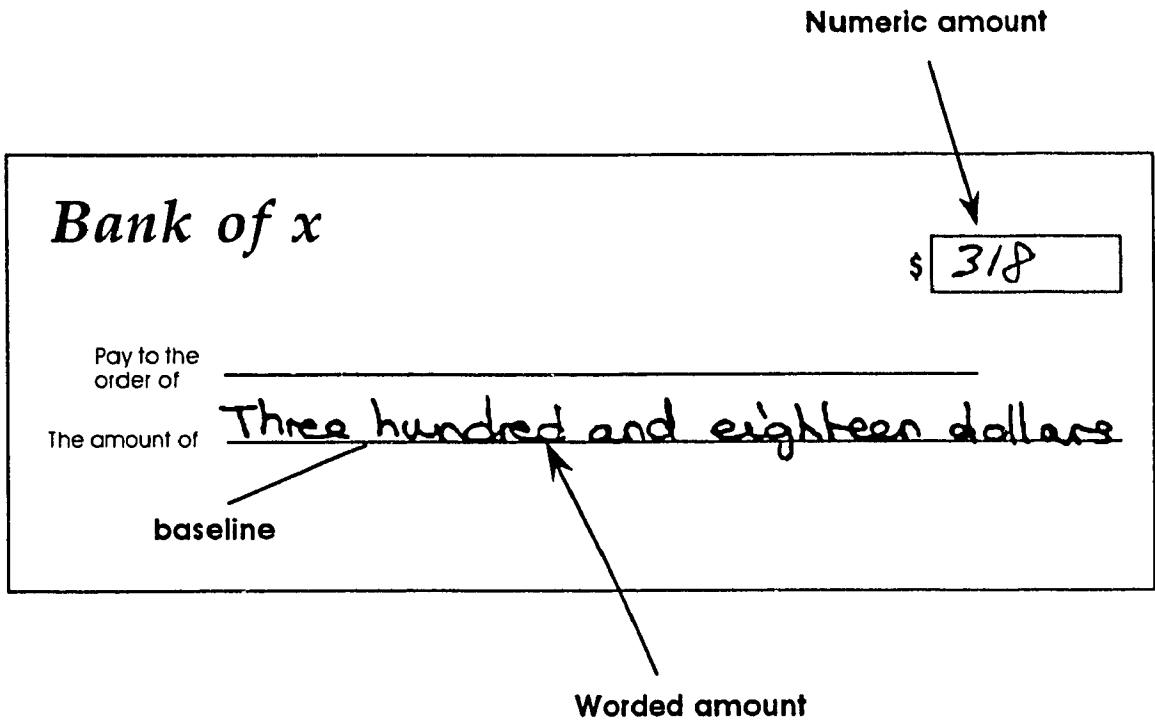 Numeric amount
Bank of x
$ 318
Pay to the
order of
The amount of Three hundred and eighteen dollars
baseline
Worded amount